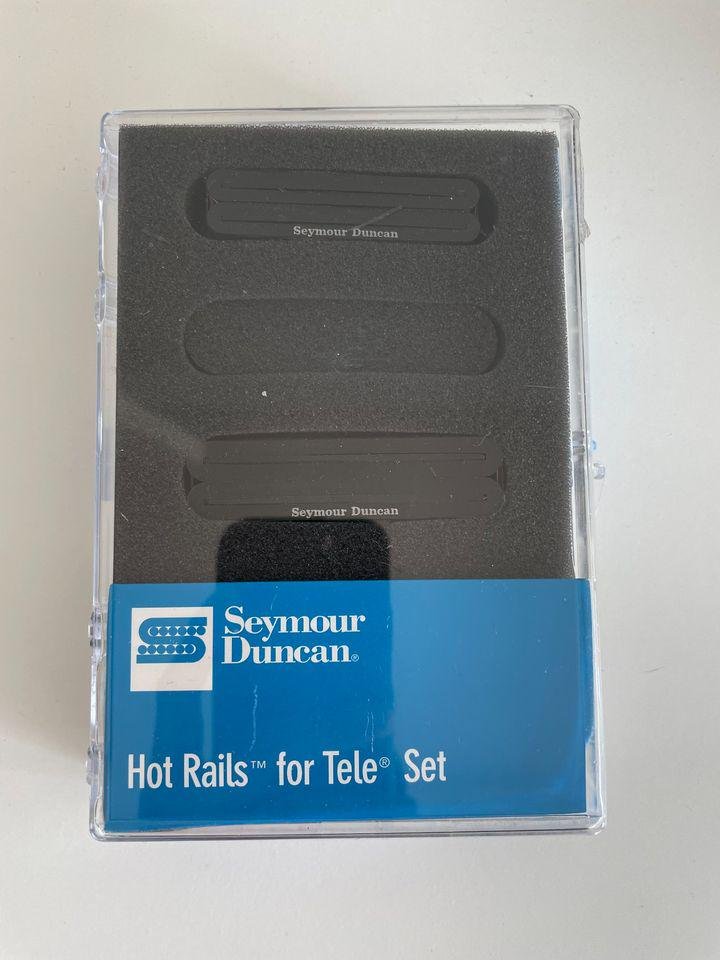 Seymour Duncan
Seymour Duncan
Seymour
Duncan®
Hot Rails™ for Tele® Set